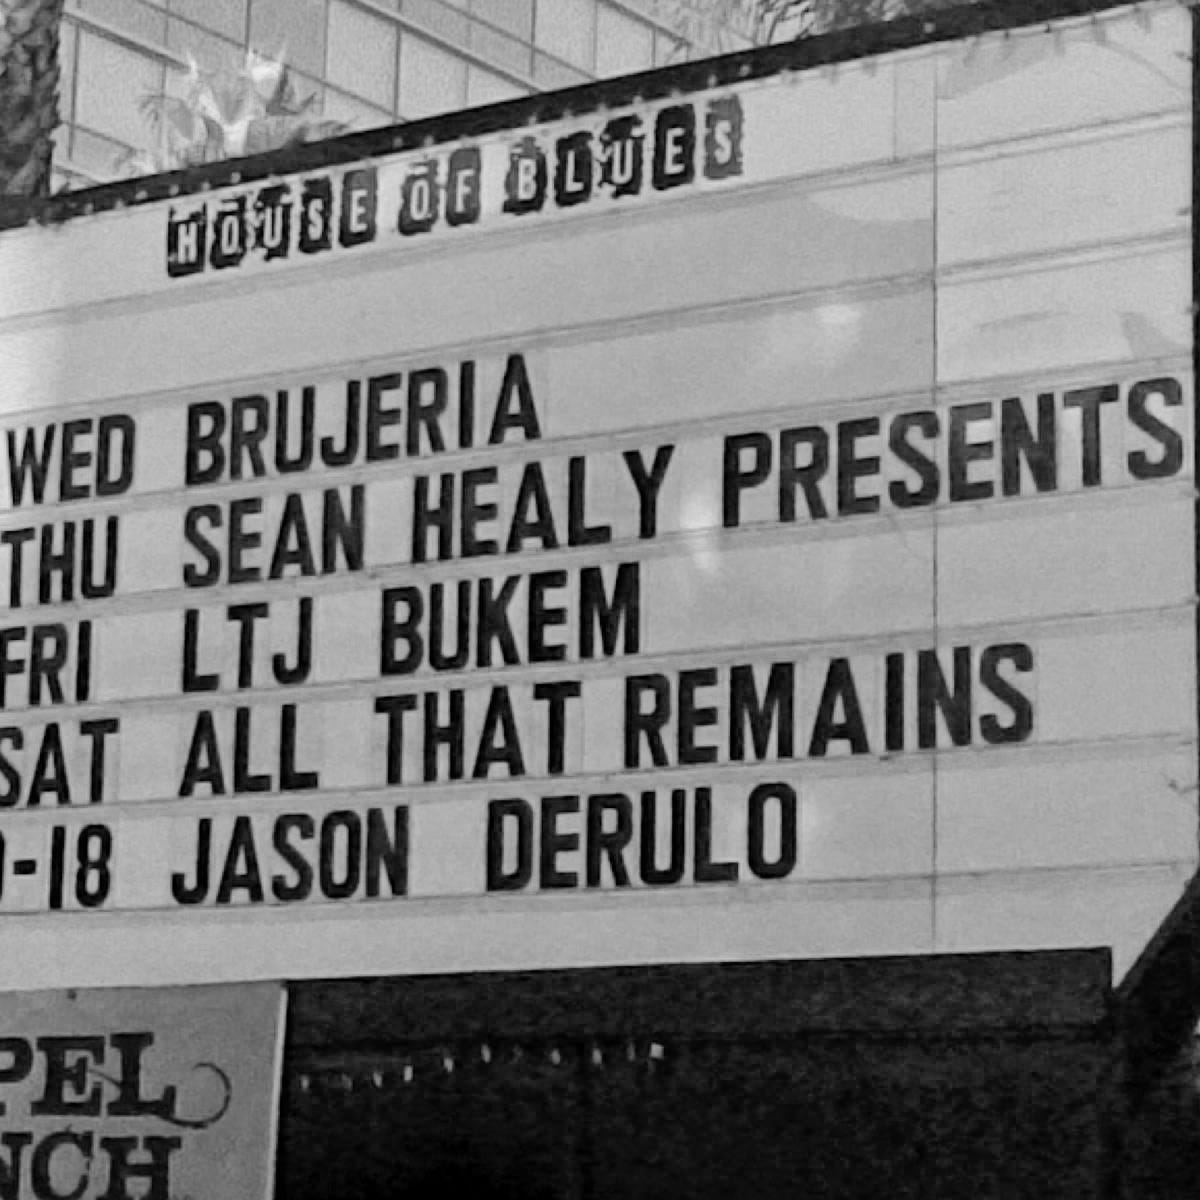 HOUSE OF BLUES
WED BRUJERIA
THU SEAN HEALY PRESENTS
FRI LTJ BUKEM
SAT ALL THAT REMAINS
-18 JASON DERULO
PEL
NCH